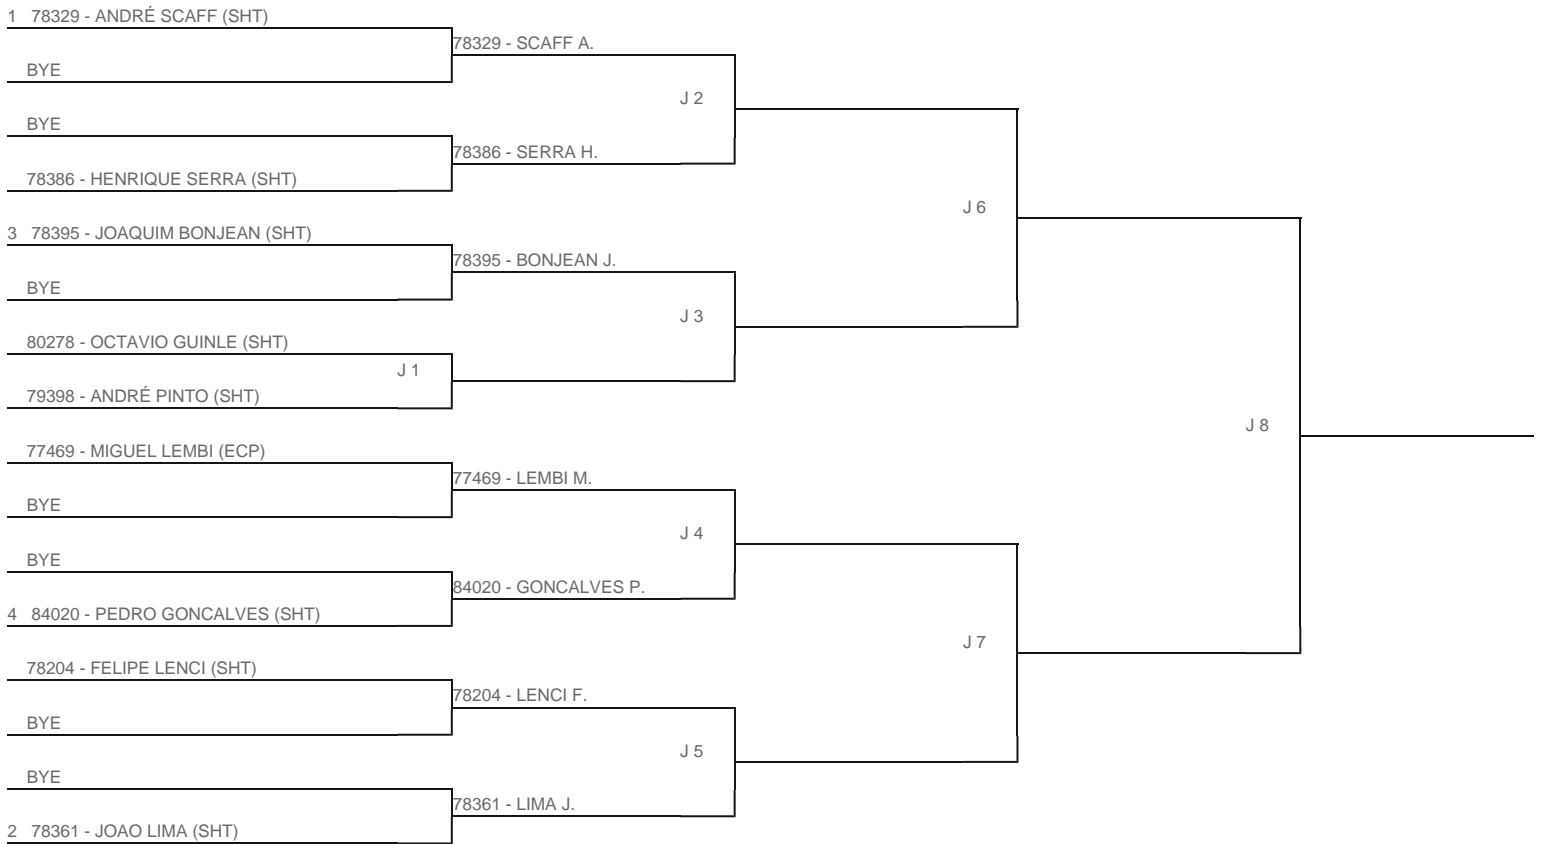 1 78329 - ANDRÉ SCAFF (SHT)
78329 - SCAFF A.
BYE
J 2
BYE
78386 - SERRA H.
78386 - HENRIQUE SERRA (SHT)
J 6
3 78395 - JOAQUIM BONJEAN (SHT)
78395 - BONJEAN J.
BYE
J 3
80278 - OCTAVIO GUINLE (SHT)
J 1
79398 - ANDRÉ PINTO (SHT)
J 8
77469 - MIGUEL LEMBI (ECP)
77469 - LEMBI M.
BYE
J 4
BYE
84020 - GONCALVES P.
4 84020 - PEDRO GONCALVES (SHT)
J 7
78204 - FELIPE LENCI (SHT)
78204 - LENCI F.
BYE
J 5
BYE
78361 - LIMA J.
2 78361 - JOAO LIMA (SHT)